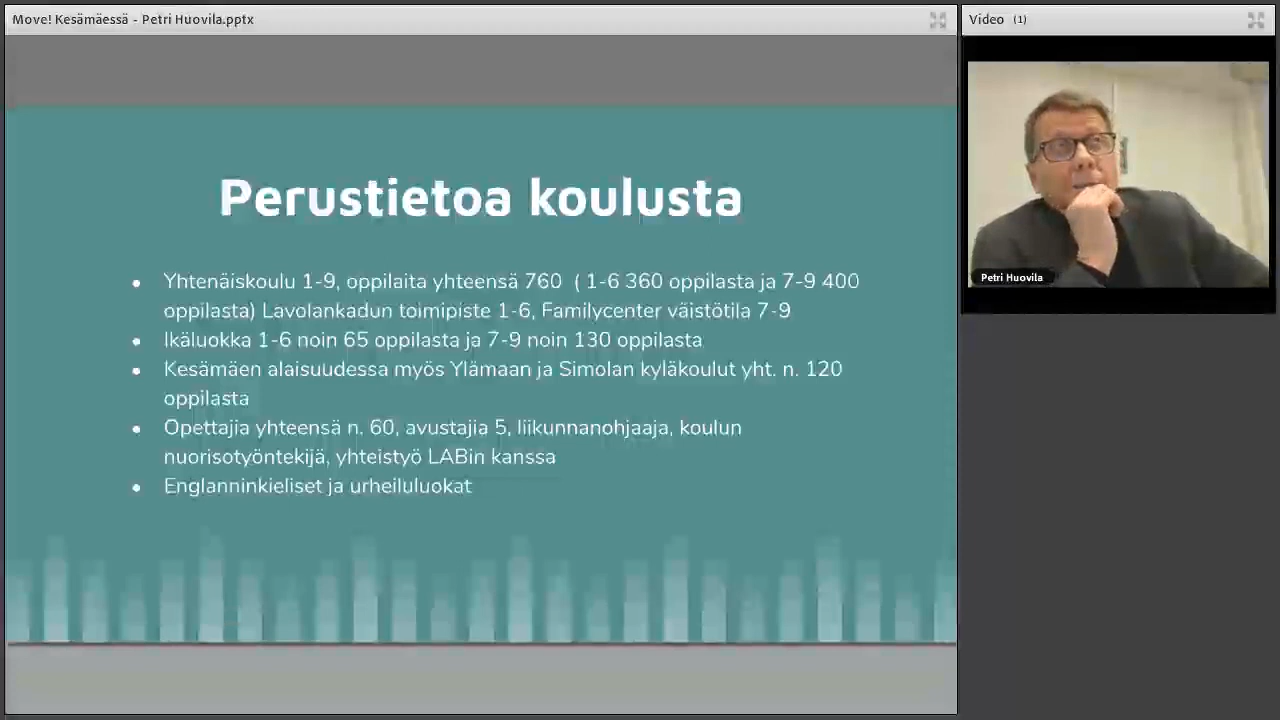 Move! Kesämäessä - Petri Huovila.pptx
Video (1)
Perustietoa koulusta
• Yhtenäiskoulu 1-9, oppilaita yhteensä 760 ( 1-6 360 oppilasta ja 7-9 400
oppilasta) Lavolankadun toimipiste 1-6, Familycenter väistötila 7-9
• Ikäluokka 1-6 noin 65 oppilasta ja 7-9 noin 130 oppilasta
• Kesämäen alaisuudessa myös Ylämaan ja Simolan kyläkoulut yht. n. 120
oppilasta
• Opettajia yhteensä n. 60, avustajia 5, liikunnanohjaaja, koulun
nuorisotyöntekijä, yhteistyö LABin kanssa
• Englanninkieliset ja urheiluluokat
Petri Huovila